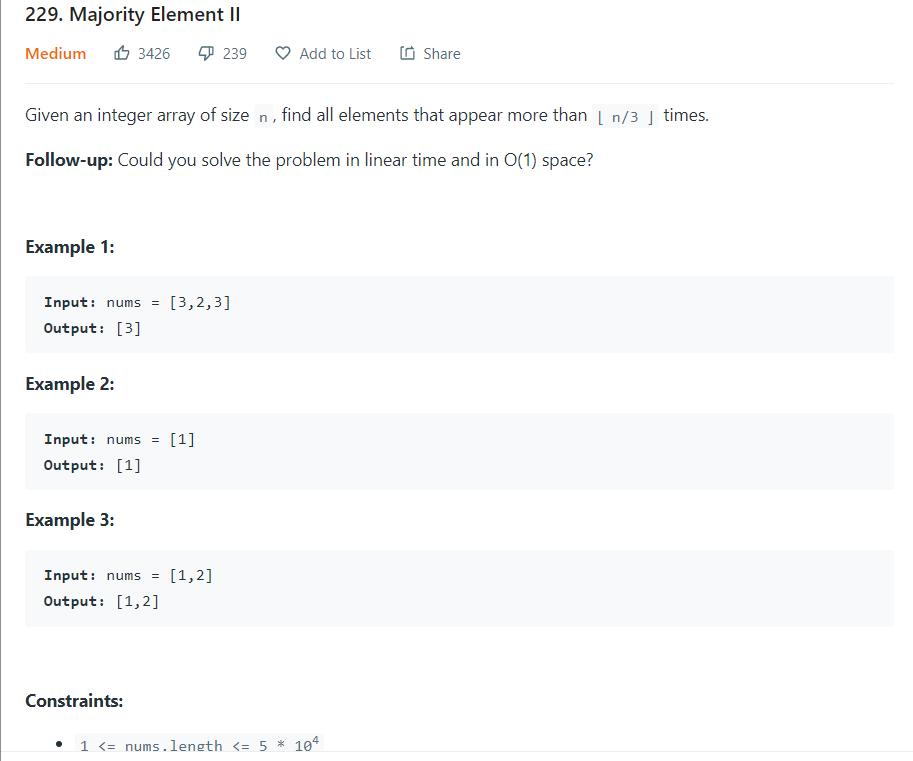 229. Majority Element II
Medium 3426 239 Add to List Share
Given an integer array of size n, find all elements that appear more than ⌊ n/3 ⌋ times.
Follow-up: Could you solve the problem in linear time and in O(1) space?
Example 1:
Input: nums = [3,2,3]
Output: [3]
Example 2:
Input: nums = [1]
Output: [1]
Example 3:
Input: nums = [1,2]
Output: [1,2]
Constraints:
• 1 <= nums.length <= 5 * 10⁴